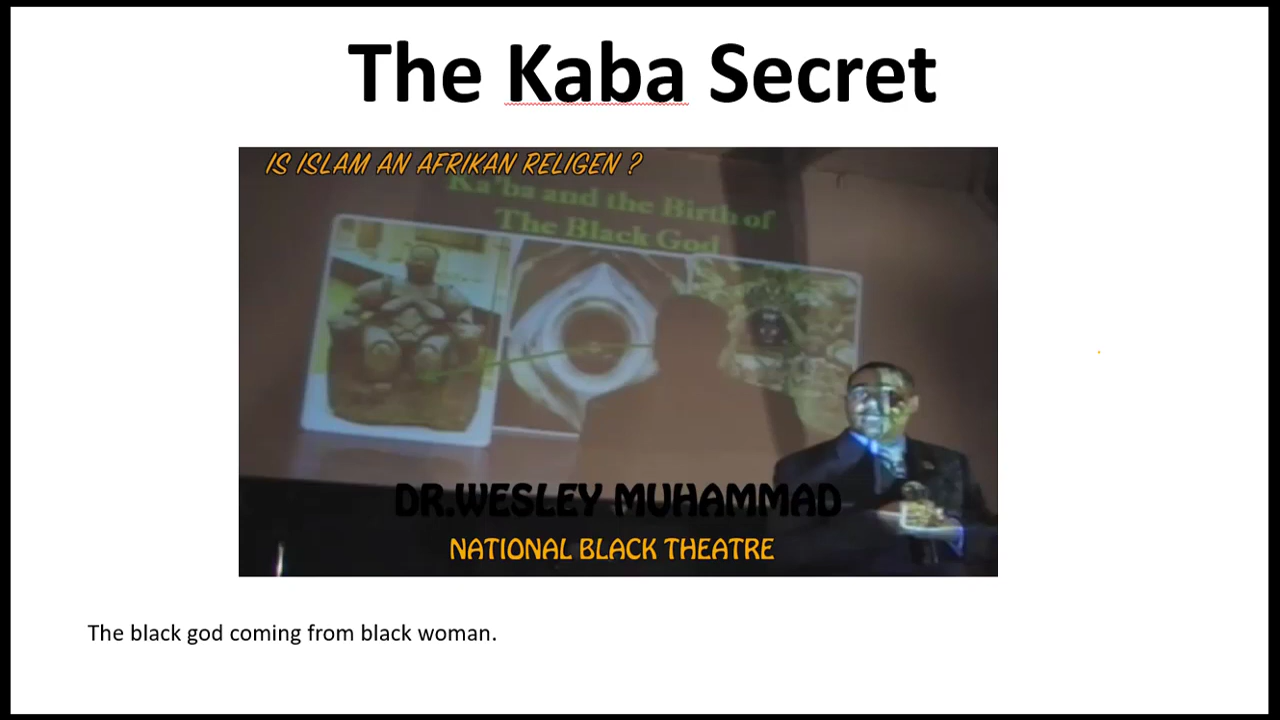 The Kaba Secret
IS ISLAM AN AFRIKAN RELIGEN ?
Ka'ba and the Birth of
The Black God
DR.WESLEY MUHAMMAD
NATIONAL BLACK THEATRE
The black god coming from black woman.